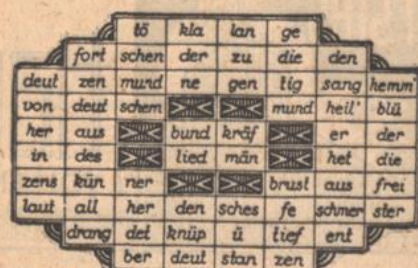 tö kla lan ge
fort schen der zu die den
deut zen mund ne gen tig sang hemm
von deut schem mund heil' blü
her aus bund kräf er der
in des lied män het die
zens kün ner brust aus frei
laut all her den sches fe schmer ster
drang det knüp ü tief ent
ber deut stan zen